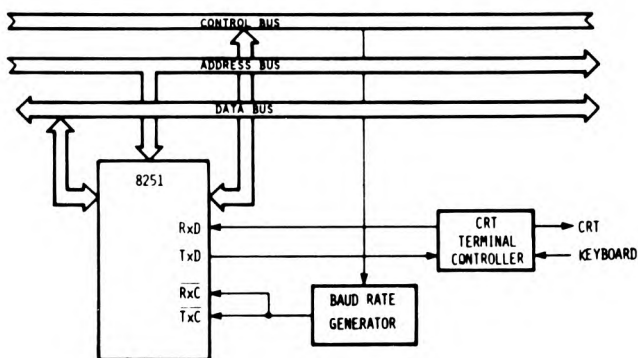 CONTROL BUS
ADDRESS BUS
DATA BUS
8251
RxD
TxD
RxC
TxC
CRT
TERMINAL
CONTROLLER
CRT
KEYBOARD
BAUD RATE
GENERATOR